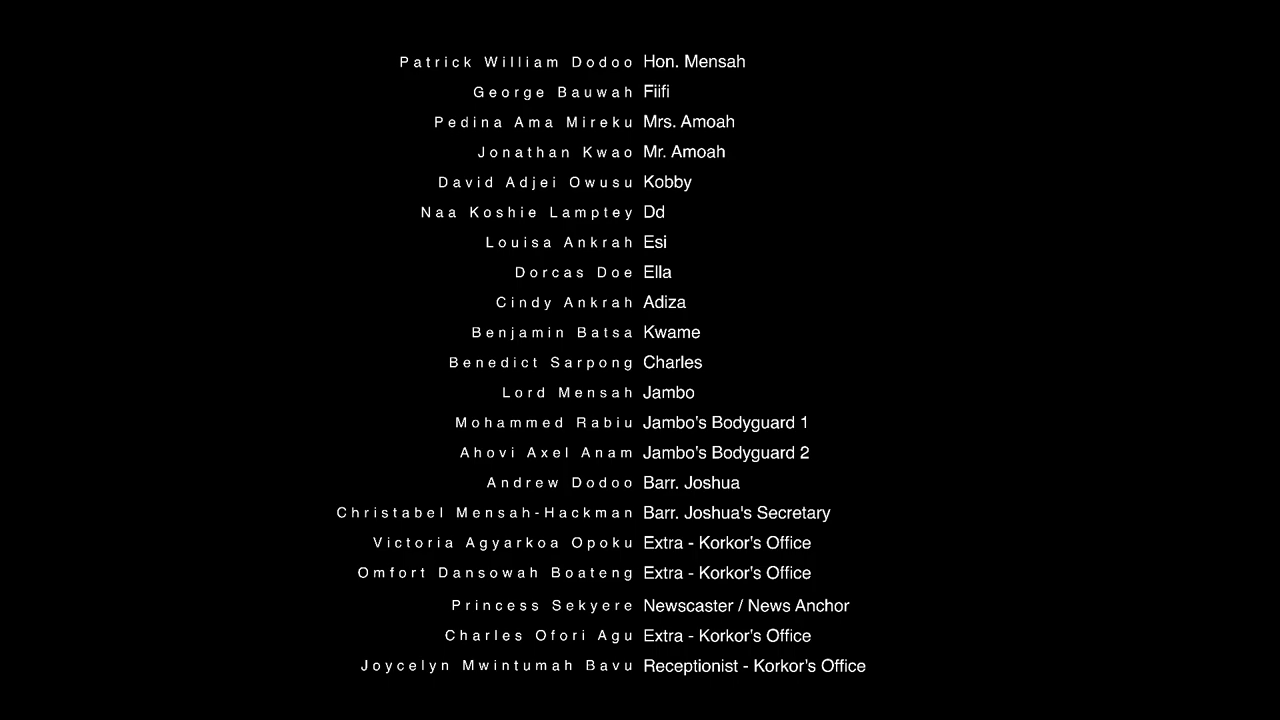 Patrick William Dodoo Hon. Mensah
George Bauwah Fiifi
Pedina Ama Mireku Mrs. Amoah
Jonathan Kwao Mr. Amoah
David Adjei Owusu Kobby
Naa Koshie Lamptey Dd
Louisa Ankrah Esi
Dorcas Doe Ella
Cindy Ankrah Adiza
Benjamin Batsa Kwame
Benedict Sarpong Charles
Lord Mensah Jambo
Mohammed Rabiu Jambo's Bodyguard 1
Ahovi Axel Anam Jambo's Bodyguard 2
Andrew Dodoo Barr. Joshua
Christabel Mensah-Hackman Barr. Joshua's Secretary
Victoria Agyarkoa Opoku Extra - Korkor's Office
Omfort Dansowah Boateng Extra - Korkor's Office
Princess Sekyere Newscaster / News Anchor
Charles Ofori Agu Extra - Korkor's Office
Joycelyn Mwintumah Bavu Receptionist - Korkor's Office